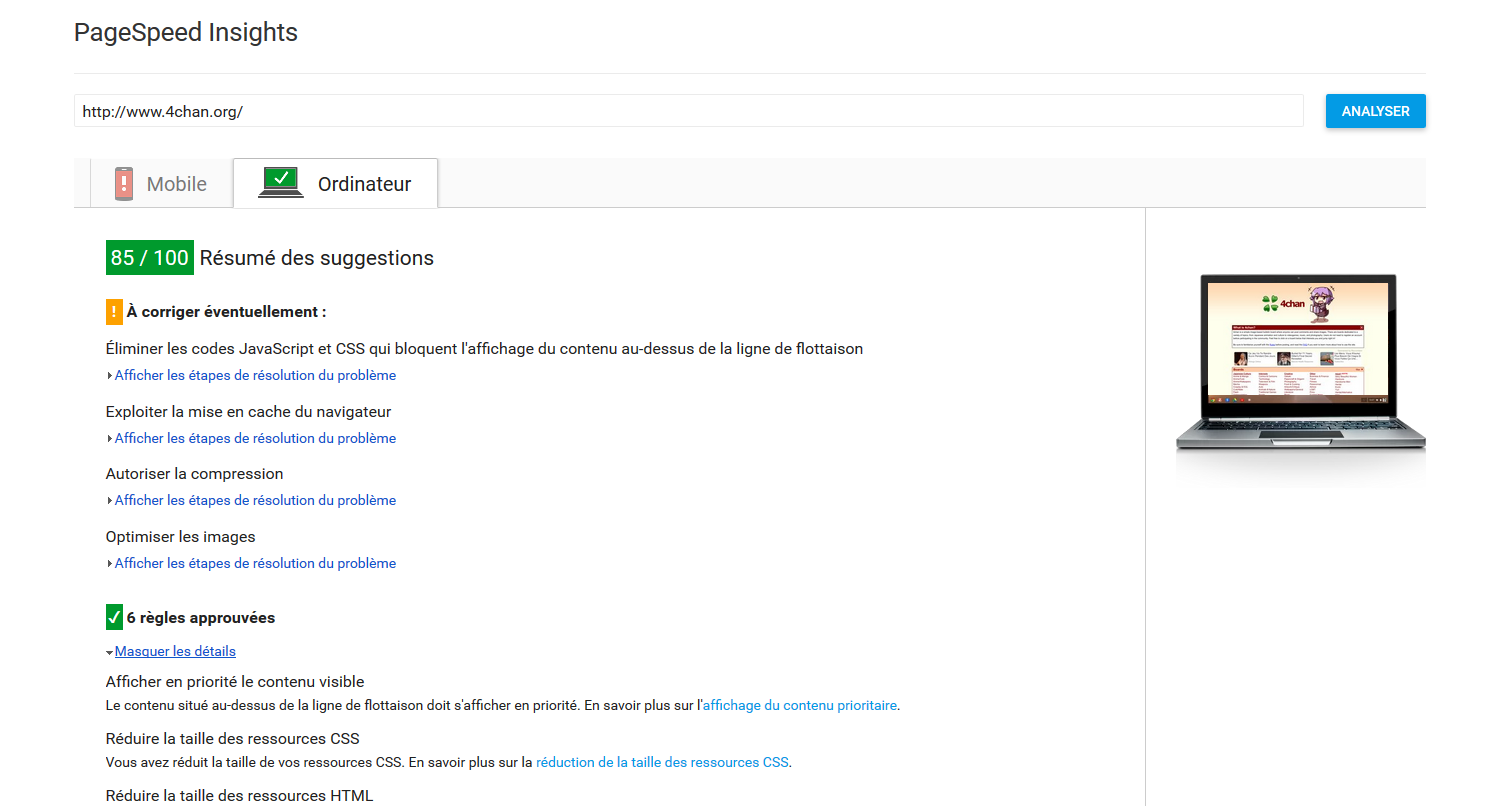 PageSpeed Insights
http://www.4chan.org/
ANALYSER
Mobile
Ordinateur
85 / 100 Résumé des suggestions
! À corriger éventuellement :
Éliminer les codes JavaScript et CSS qui bloquent l'affichage du contenu au-dessus de la ligne de flottaison
Afficher les étapes de résolution du problème
Exploiter la mise en cache du navigateur
Afficher les étapes de résolution du problème
Autoriser la compression
Afficher les étapes de résolution du problème
Optimiser les images
Afficher les étapes de résolution du problème
6 règles approuvées
Masquer les détails
Afficher en priorité le contenu visible
Le contenu situé au-dessus de la ligne de flottaison doit s'afficher en priorité. En savoir plus sur l'affichage du contenu prioritaire.
Réduire la taille des ressources CSS
Vous avez réduit la taille de vos ressources CSS. En savoir plus sur la réduction de la taille des ressources CSS.
Réduire la taille des ressources HTML
4chan
What is 4chan?
Boards